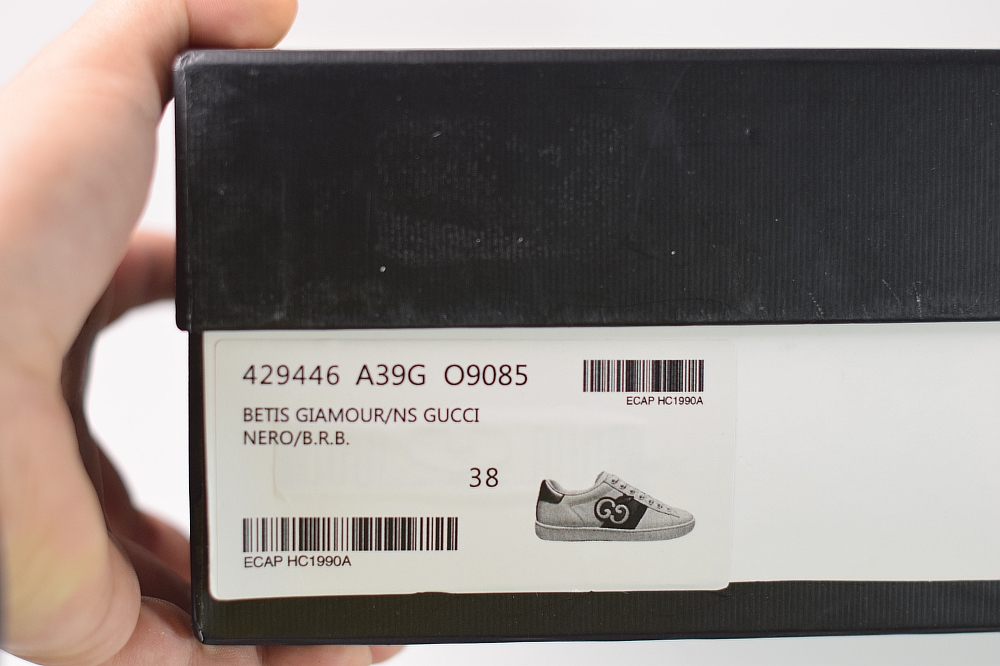 429446 A39G O9085
ECAP HC1990A
BETIS GIAMOUR/NS GUCCI
NERO/B.R.B.
38
ECAP HC1990A